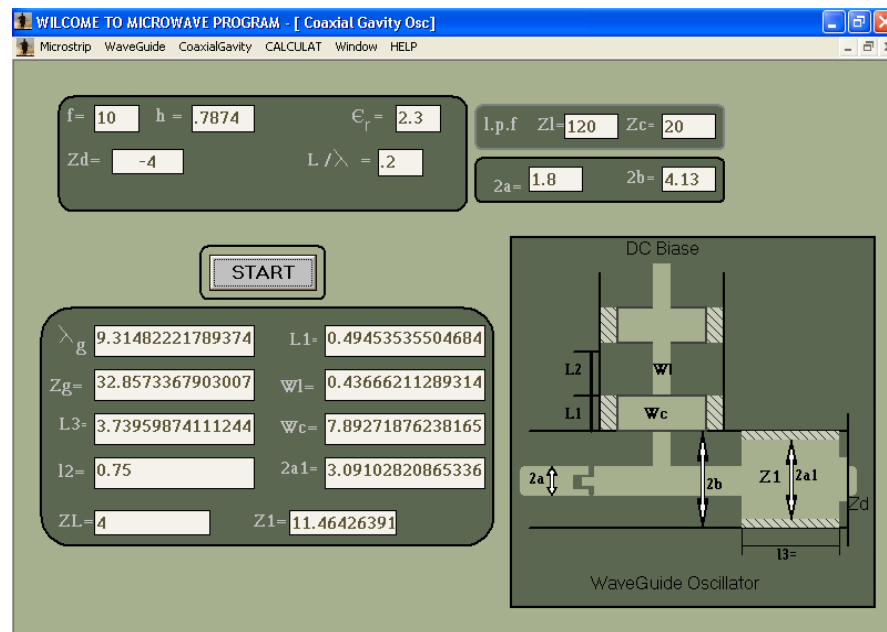 WILCOME TO MICROWAVE PROGRAM - [ Coaxial Gavity Osc]
Microstrip WaveGuide CoaxialGavity CALCULAT Window HELP
f= 10 h = .7874 Єr = 2.3
Zd= -4 L /λ = .2
l.p.f Zl= 120 Zc= 20
2a= 1.8 2b= 4.13
START
λg 9.31482221789374 L1= 0.49453535504684
Zg= 32.8573367903007 Wl= 0.43666211289314
L3= 3.73959874111244 Wc= 7.89271876238165
l2= 0.75 2a1= 3.09102820865336
ZL= 4 Z1= 11.46426391
DC Biase
L2 Wl
L1 Wc
2a 2b Z1 2a1
Zd
l3=
WaveGuide Oscillator